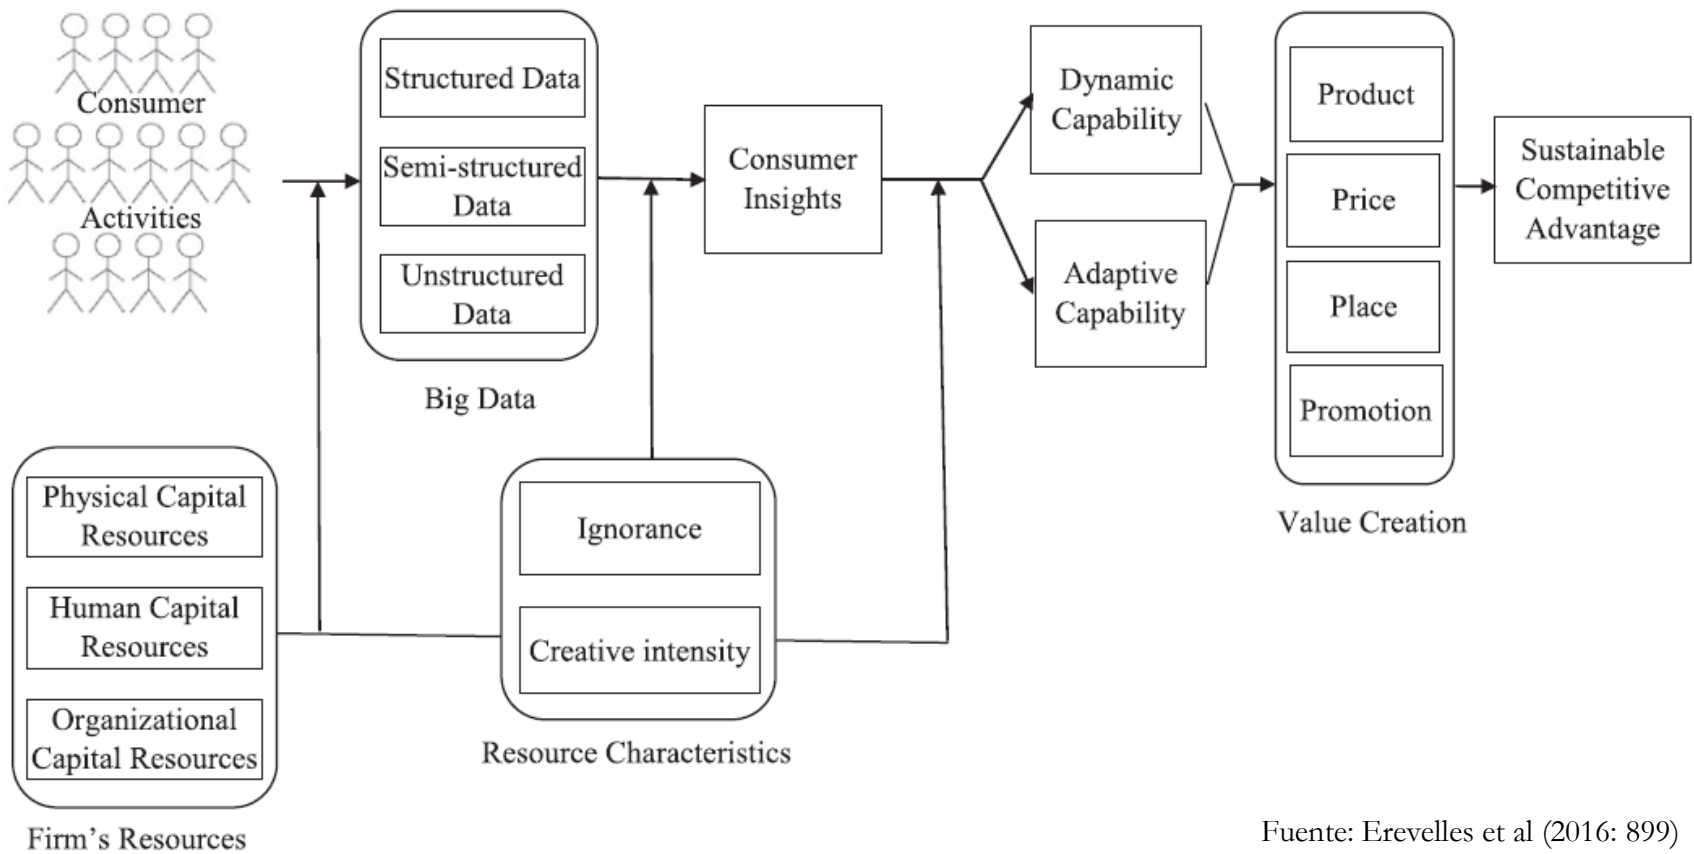 Consumer
Activities
Structured Data
Semi-structured
Data
Unstructured
Data
Big Data
Consumer
Insights
Dynamic
Capability
Adaptive
Capability
Product
Price
Place
Promotion
Value Creation
Sustainable
Competitive
Advantage
Physical Capital
Resources
Human Capital
Resources
Organizational
Capital Resources
Firm's Resources
Ignorance
Creative intensity
Resource Characteristics
Fuente: Erevelles et al (2016: 899)